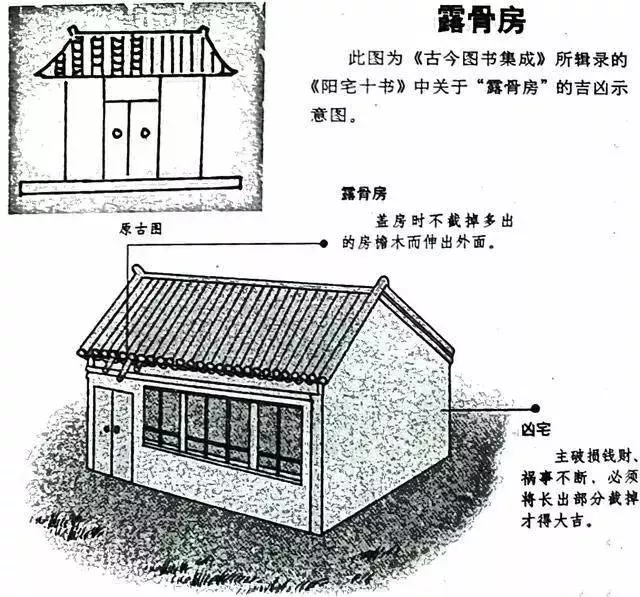 露骨房
此图为《古今图书集成》所辑录的
《阳宅十书》中关于“露骨房”的吉凶示
意图。
原古图
露骨房
盖房时不截掉多出
的房檐木而伸出外面。
凶宅
主破损钱财、
祸事不断，必须
将长出部分截掉
才得大吉。